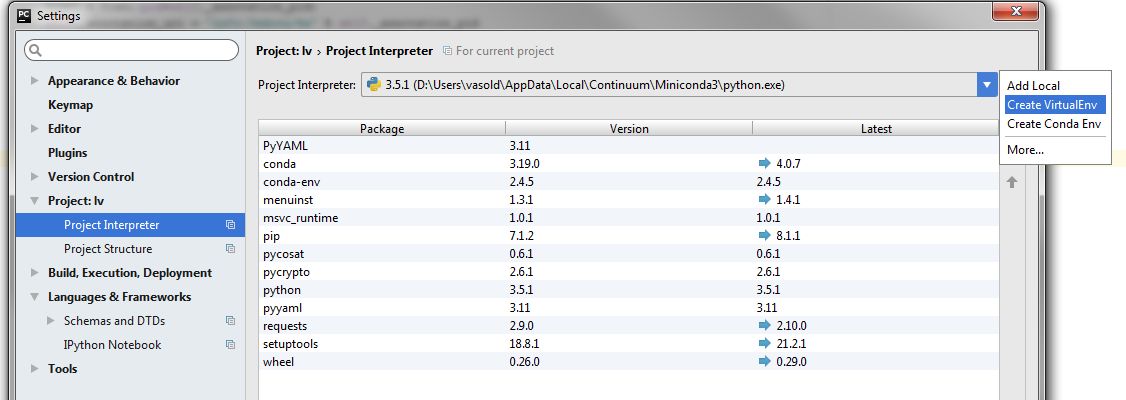 PC Settings
Project: lv › Project Interpreter For current project
Appearance & Behavior
Keymap
Editor
Plugins
Version Control
Project: lv
Project Interpreter
Project Structure
Build, Execution, Deployment
Languages & Frameworks
Schemas and DTDs
IPython Notebook
Tools
Project Interpreter: 3.5.1 (D:\Users\vasold\AppData\Local\Continuum\Miniconda3\python.exe)
Add Local
Create VirtualEnv
Create Conda Env
More...
Package Version Latest
PyYAML 3.11
conda 3.19.0 4.0.7
conda-env 2.4.5 2.4.5
menuinst 1.3.1 1.4.1
msvc_runtime 1.0.1 1.0.1
pip 7.1.2 8.1.1
pycosat 0.6.1 0.6.1
pycrypto 2.6.1 2.6.1
python 3.5.1 3.5.1
pyyaml 3.11 3.11
requests 2.9.0 2.10.0
setuptools 18.8.1 21.2.1
wheel 0.26.0 0.29.0